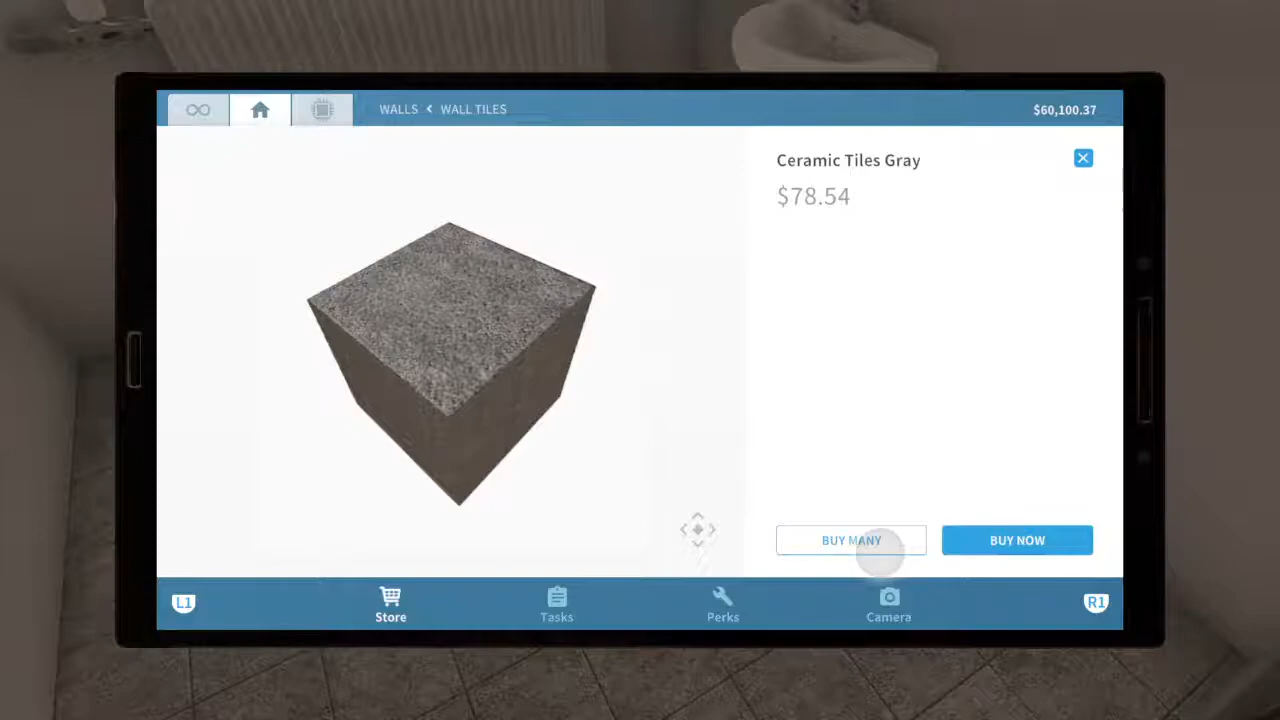 WALLS < WALL TILES
$60,100.37
Ceramic Tiles Gray
$78.54
BUY MANY
BUY NOW
L1
Store
Tasks
Perks
Camera
R1